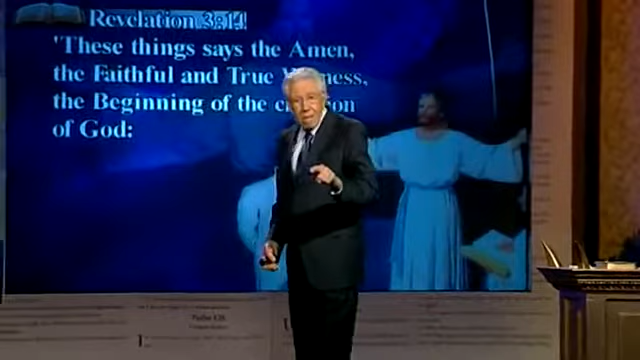 Revelation 3:14
'These things says the Amen,
the Faithful and True
the Beginning of the
of God: